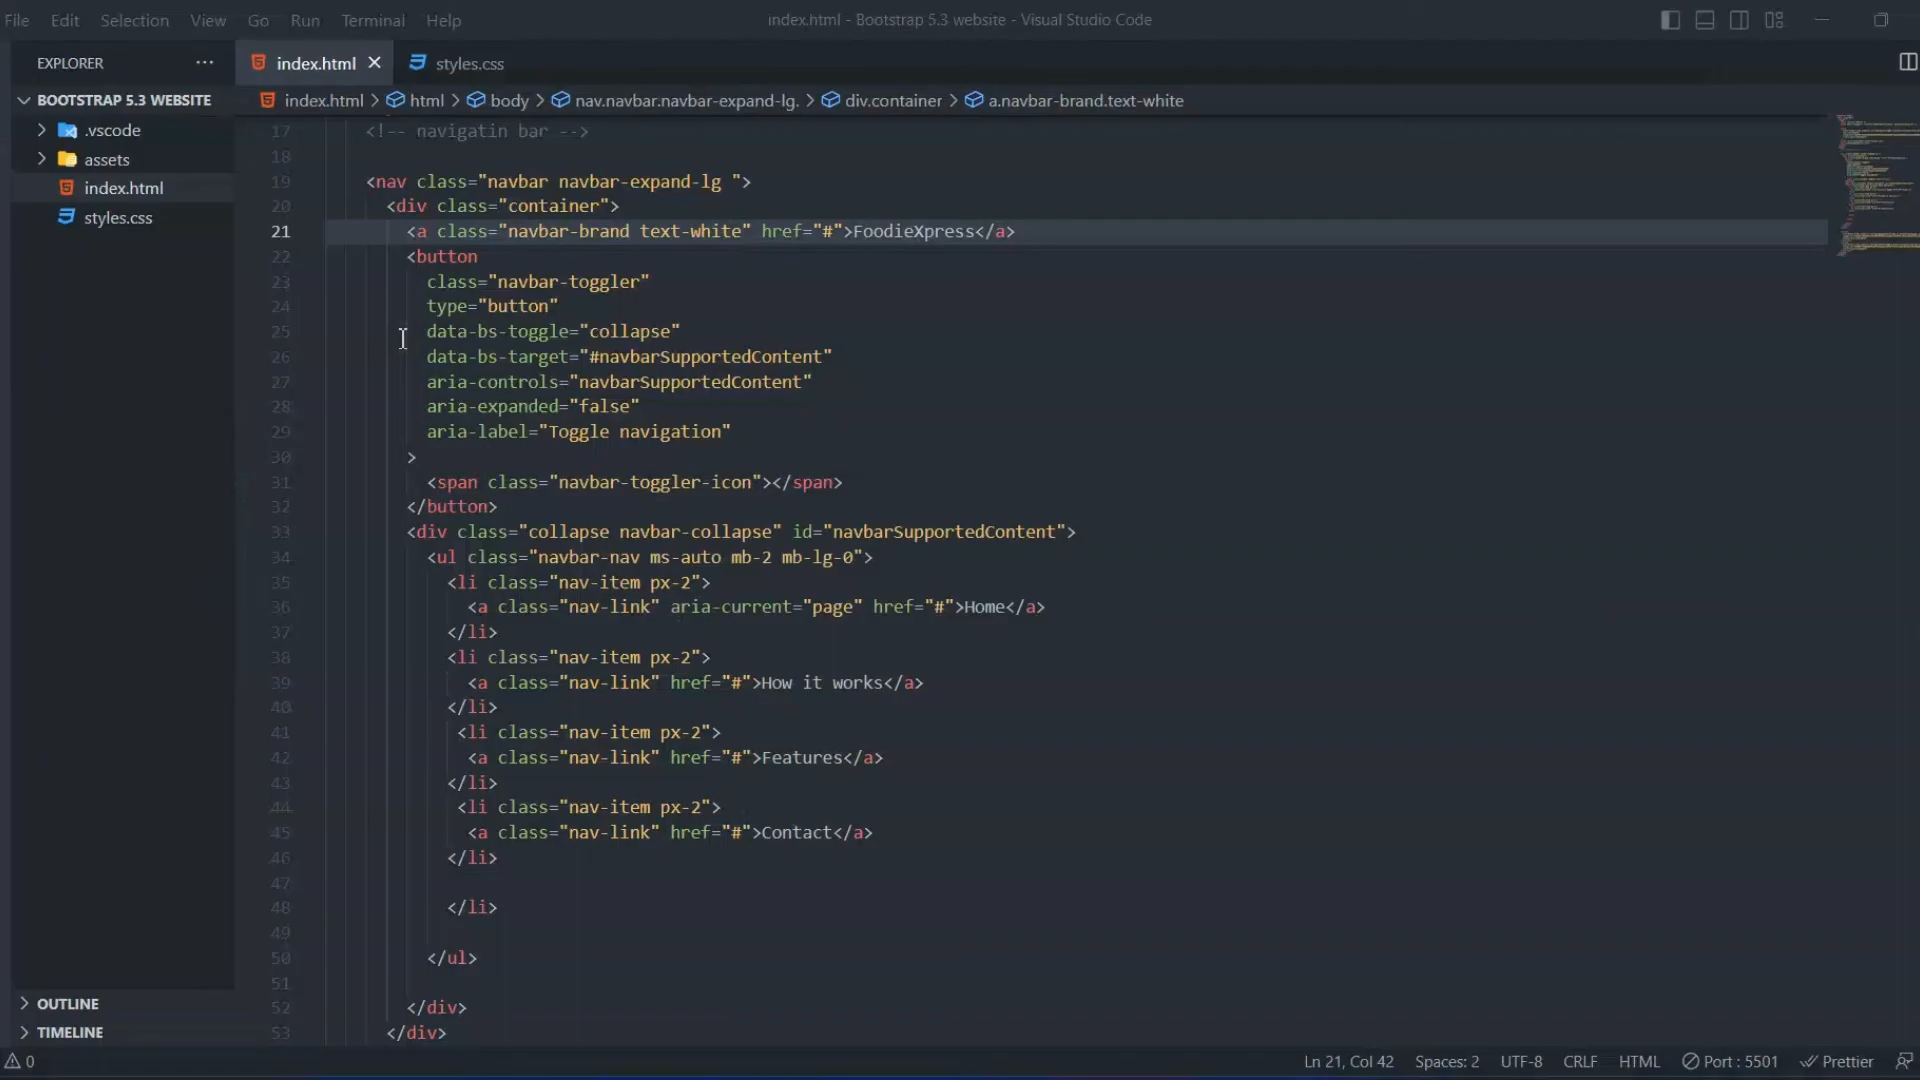 File Edit Selection View Go Run Terminal Help
index.html - Bootstrap 5.3 website - Visual Studio Code
EXPLORER ···
index.html
styles.css
BOOTSTRAP 5.3 WEBSITE
.vscode
assets
index.html
styles.css
OUTLINE
TIMELINE
index.html > html > body > nav.navbar.navbar-expand-lg. > div.container > a.navbar-brand.text-white
17 <!-- navigatin bar -->
18
19 <nav class="navbar navbar-expand-lg ">
20 <div class="container">
21 <a class="navbar-brand text-white" href="#">FoodieXpress</a>
22 <button
23 class="navbar-toggler"
24 type="button"
25 data-bs-toggle="collapse"
26 data-bs-target="#navbarSupportedContent"
27 aria-controls="navbarSupportedContent"
28 aria-expanded="false"
29 aria-label="Toggle navigation"
30 >
31 <span class="navbar-toggler-icon"></span>
32 </button>
33 <div class="collapse navbar-collapse" id="navbarSupportedContent">
34 <ul class="navbar-nav ms-auto mb-2 mb-lg-0">
35 <li class="nav-item px-2">
36 <a class="nav-link" aria-current="page" href="#">Home</a>
37 </li>
38 <li class="nav-item px-2">
39 <a class="nav-link" href="#">How it works</a>
40 </li>
41 <li class="nav-item px-2">
42 <a class="nav-link" href="#">Features</a>
43 </li>
44 <li class="nav-item px-2">
45 <a class="nav-link" href="#">Contact</a>
46 </li>
47
48 </li>
49
50 </ul>
51
52 </div>
53 </div>
0
Ln 21, Col 42 Spaces: 2 UTF-8 CRLF HTML Port : 5501 Prettier